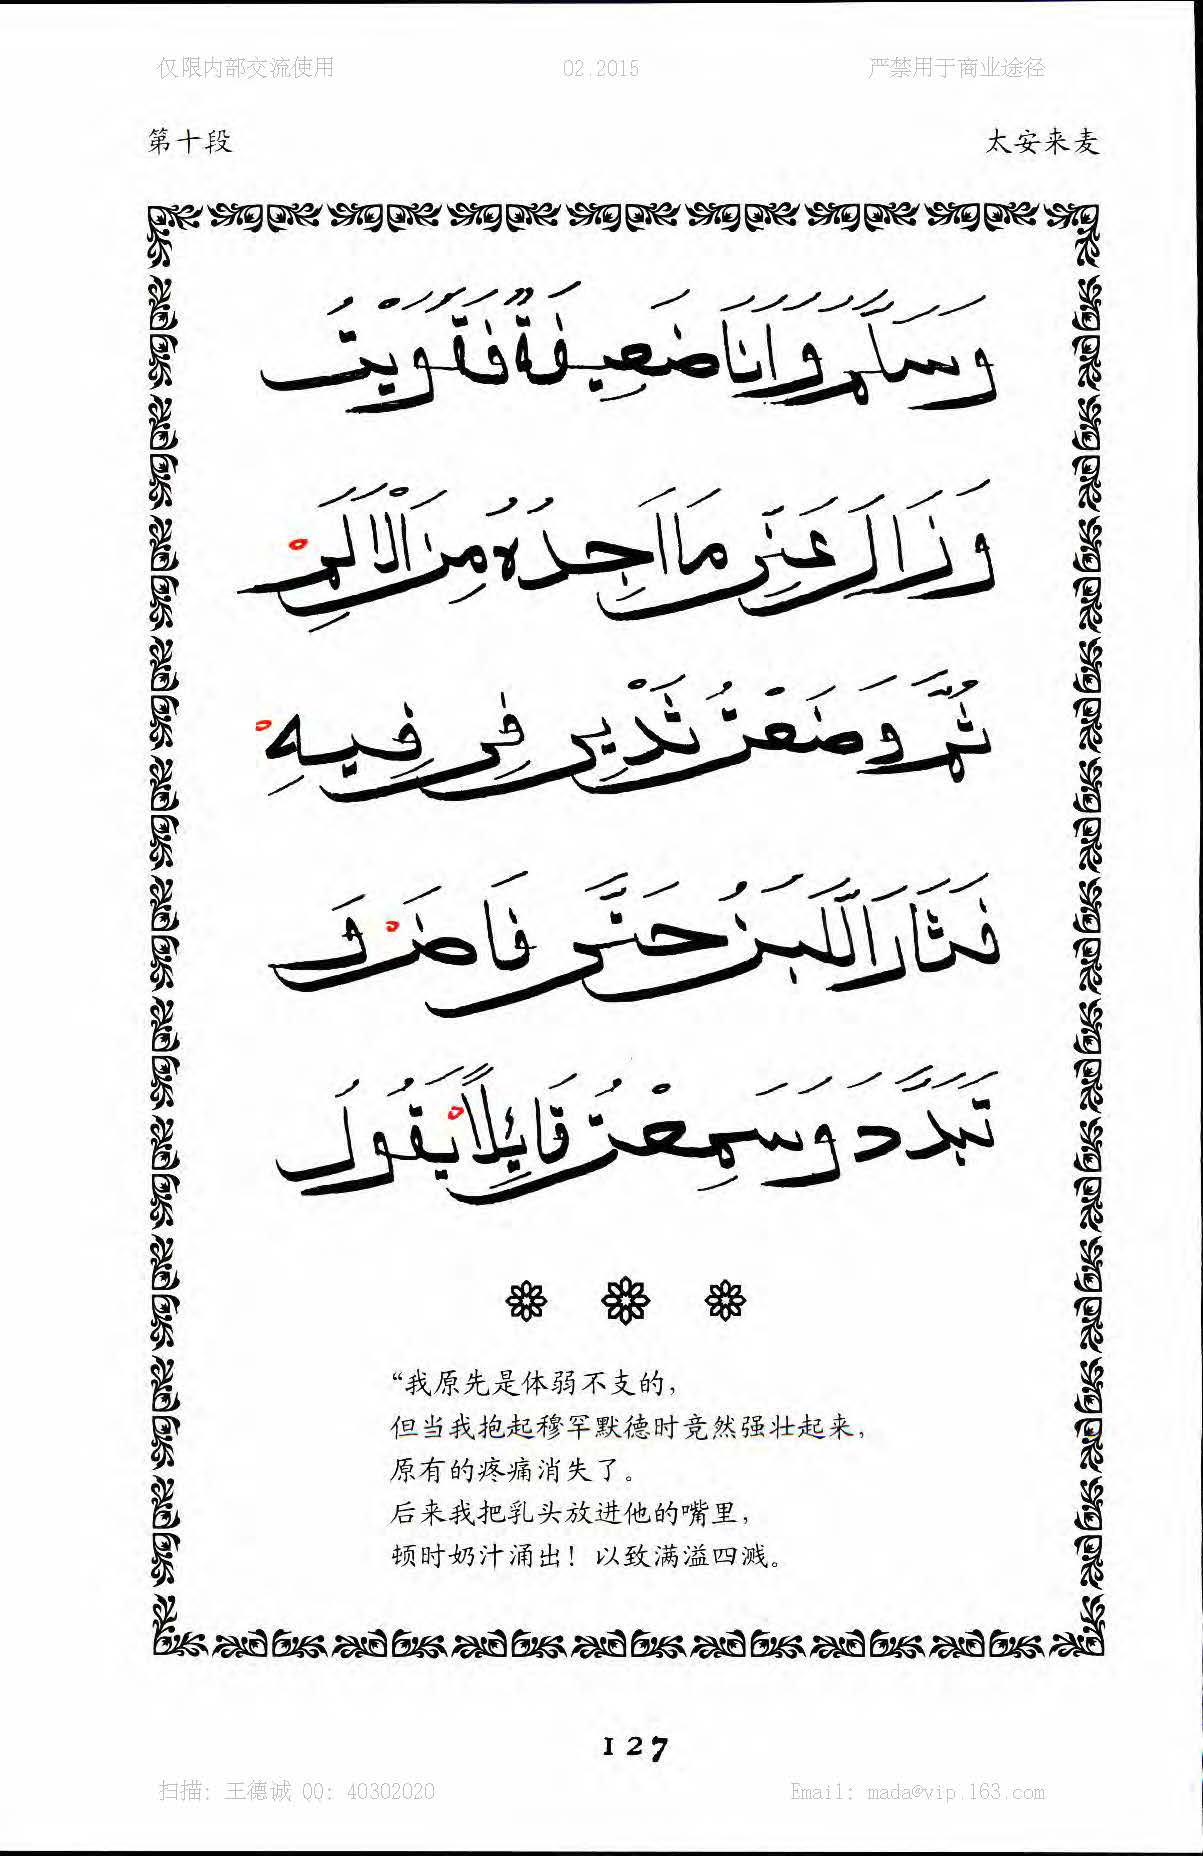 仅限内部交流使用 02.2015 严禁用于商业途径
第十段 太安来麦
وَسَلَّمَ وَاَنَا ضَعِيفَةٌ فَقَوَيْتُ
وَزَالَ عَنِّي مَا اَجِدُهُ مِنَ الْاَلَمِ
ثُمَّ وَضَعْتُ ثَدْيِي فِي فِيهِ
فَثَارَ اللَّبَنُ حَتَّى فَاضَ وَ
تَبَدَّدَ وَسَمِعْتُ قَائِلًا يَقُولُ
“我原先是体弱不支的，
但当我抱起穆罕默德时竟然强壮起来，
原有的疼痛消失了。
后来我把乳头放进他的嘴里，
顿时奶汁涌出！以致满溢四溅。
127
扫描：王德诚 QQ：40302020 Email：mada@vip.163.com